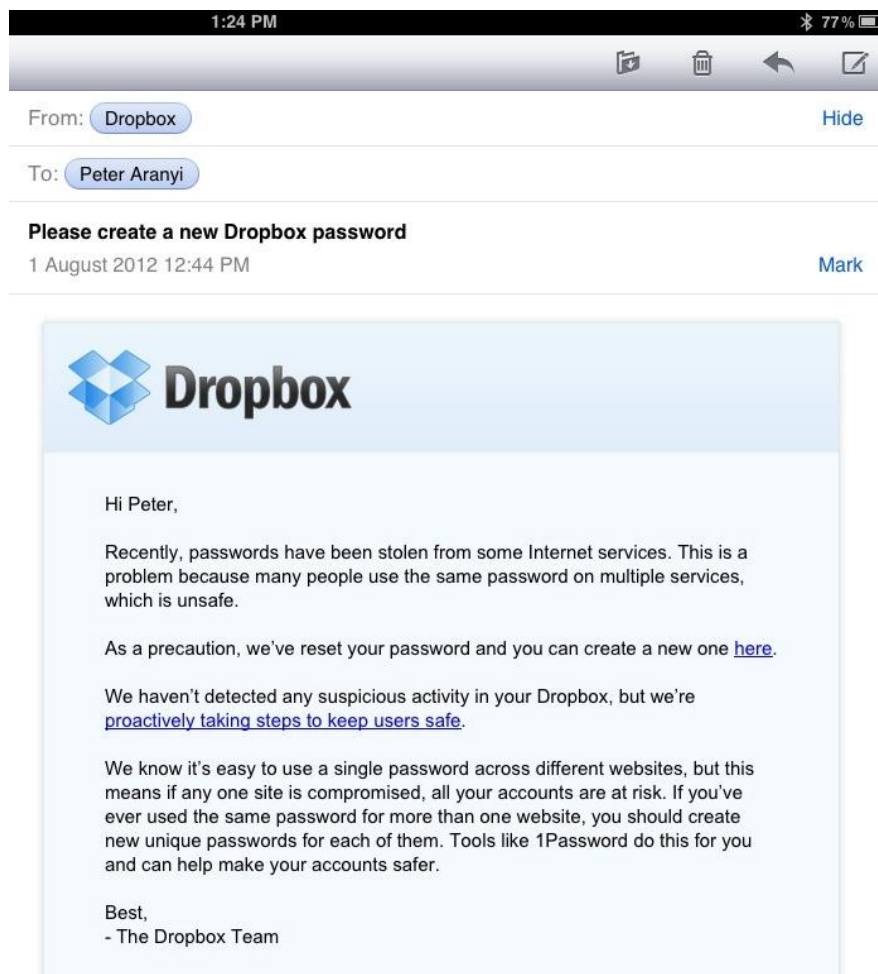 1:24 PM 77%
From: Dropbox Hide
To: Peter Aranyi
Please create a new Dropbox password
1 August 2012 12:44 PM Mark
Dropbox
Hi Peter,
Recently, passwords have been stolen from some Internet services. This is a
problem because many people use the same password on multiple services,
which is unsafe.
As a precaution, we've reset your password and you can create a new one here.
We haven't detected any suspicious activity in your Dropbox, but we're
proactively taking steps to keep users safe.
We know it's easy to use a single password across different websites, but this
means if any one site is compromised, all your accounts are at risk. If you've
ever used the same password for more than one website, you should create
new unique passwords for each of them. Tools like 1Password do this for you
and can help make your accounts safer.
Best,
- The Dropbox Team